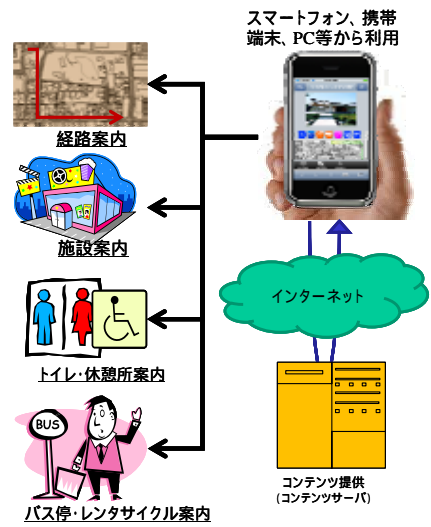 スマートフォン、携帯
端末、PC等から利用
経路案内
施設案内
インターネット
トイレ・休憩所案内
BUS
コンテンツ提供
(コンテンツサーバ)
バス停・レンタサイクル案内